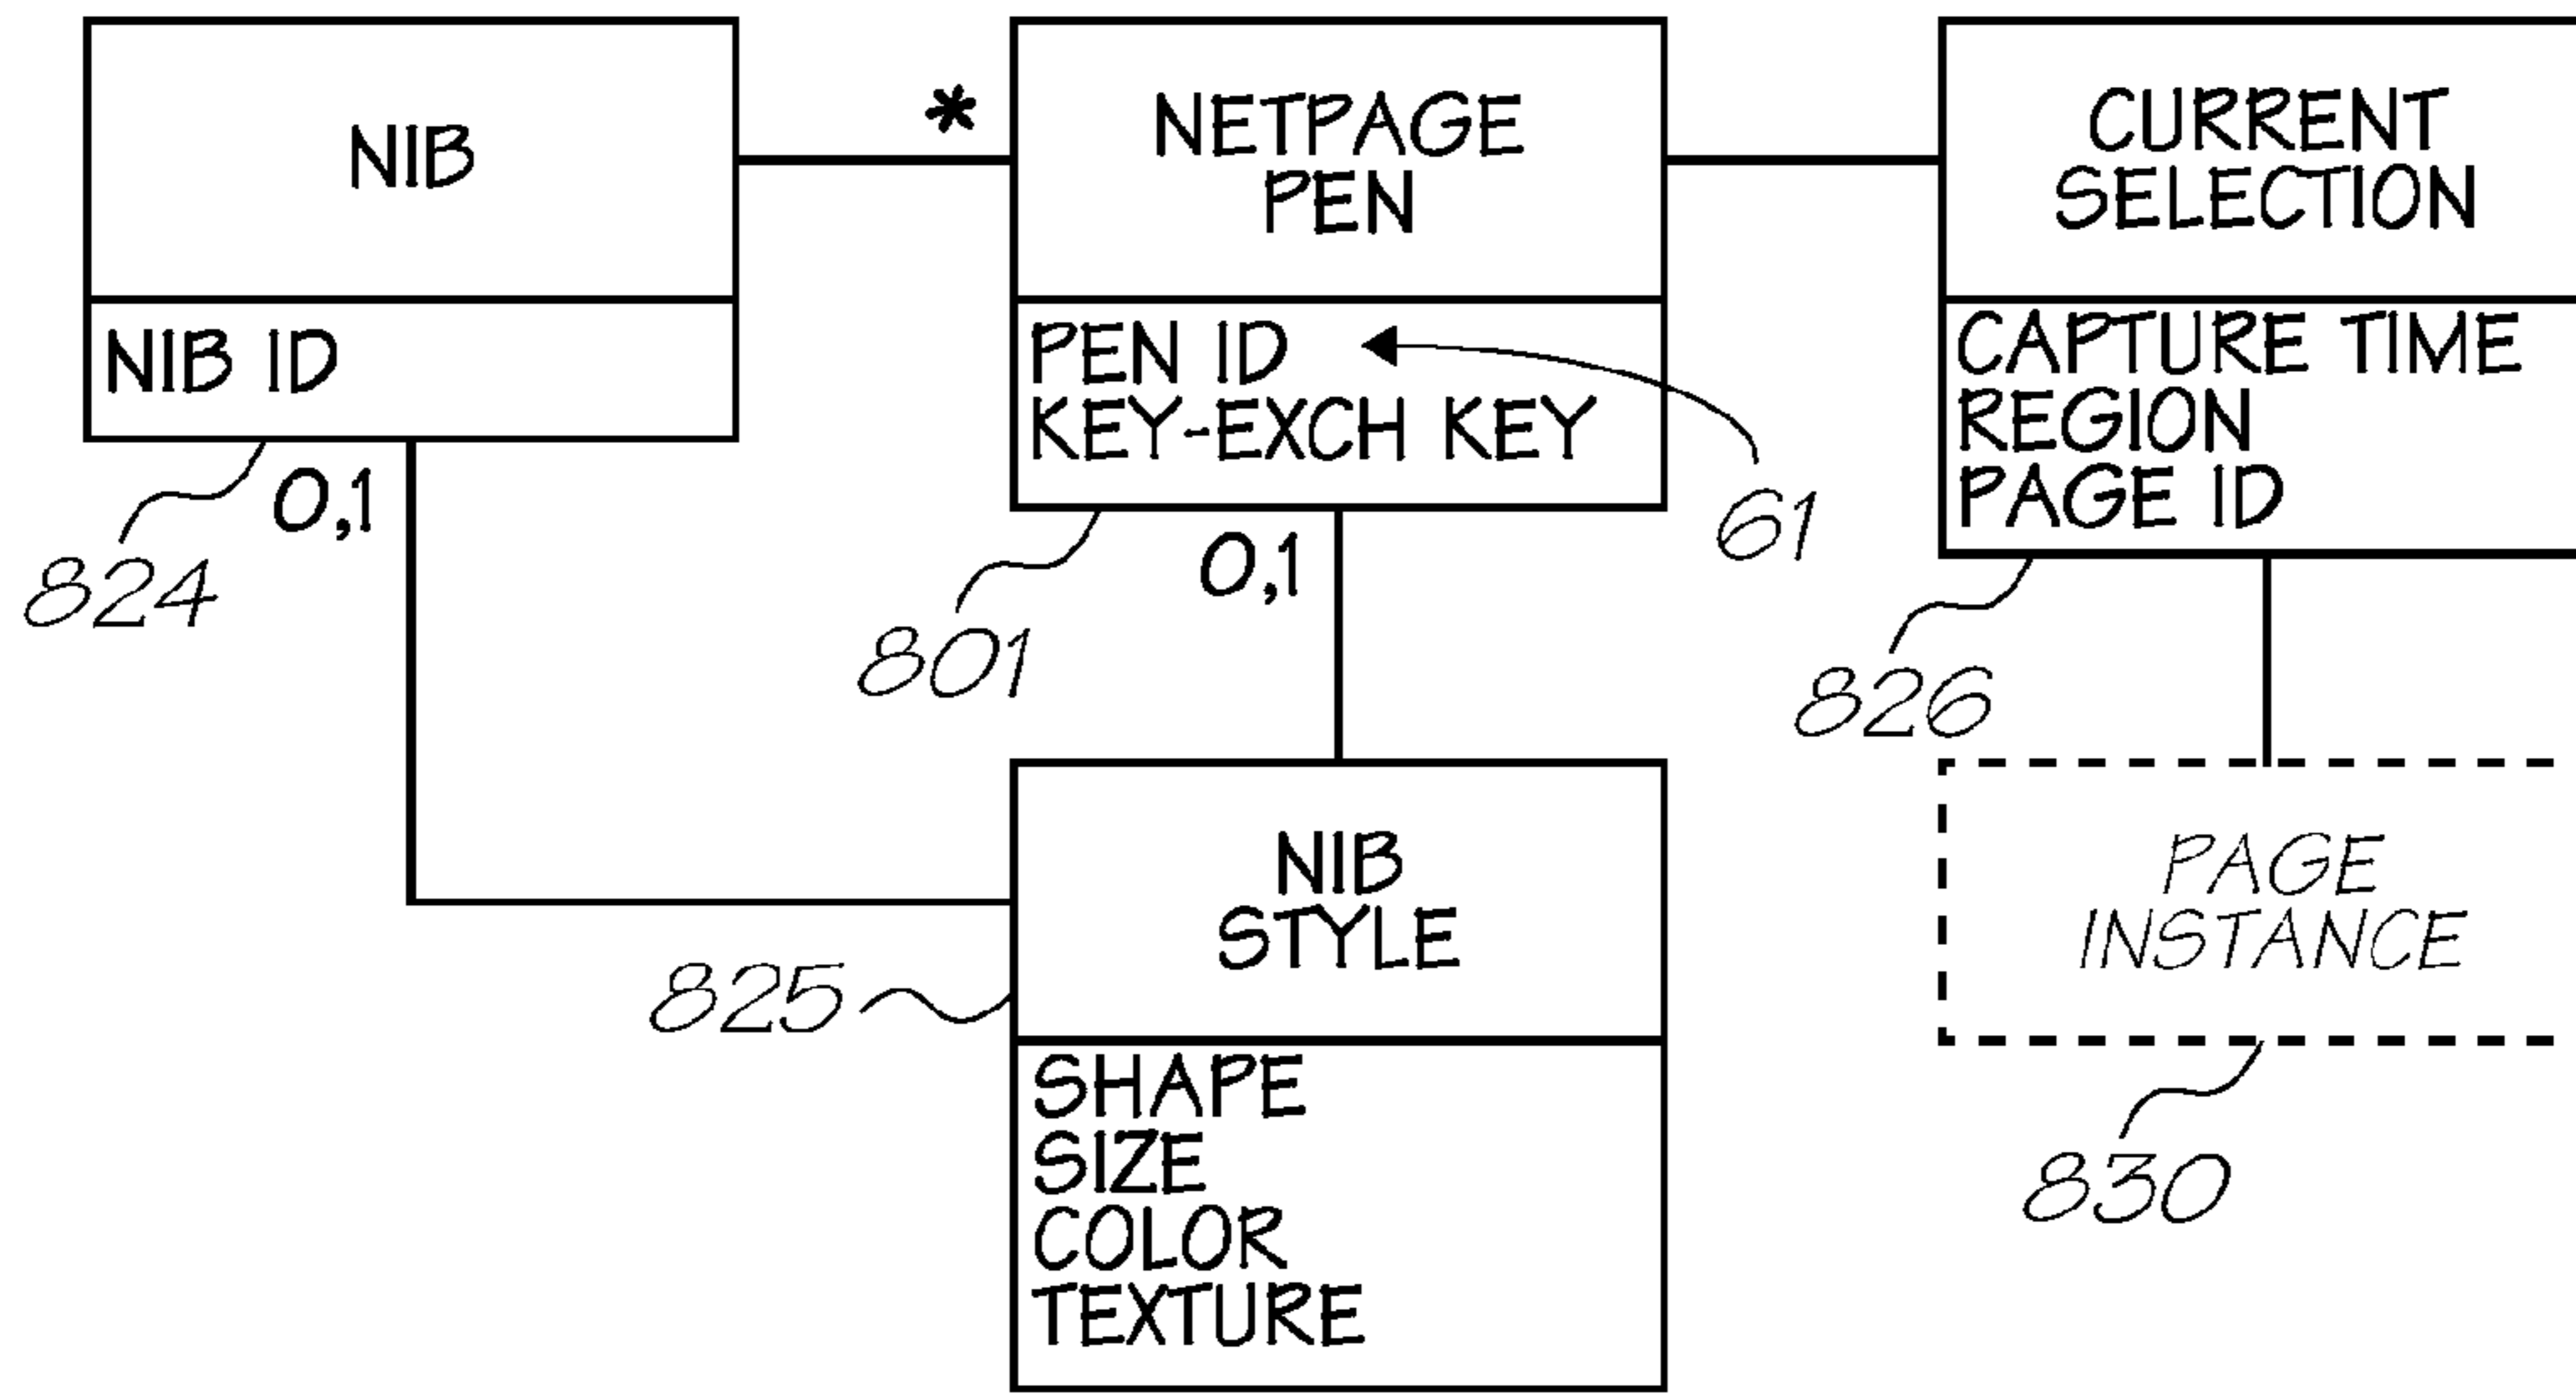 NIB
NIB ID
0,1
824
*
NETPAGE
PEN
PEN ID
KEY-EXCH KEY
61
0,1
801
CURRENT
SELECTION
CAPTURE TIME
REGION
PAGE ID
826
NIB
STYLE
825
SHAPE
SIZE
COLOR
TEXTURE
PAGE
INSTANCE
830